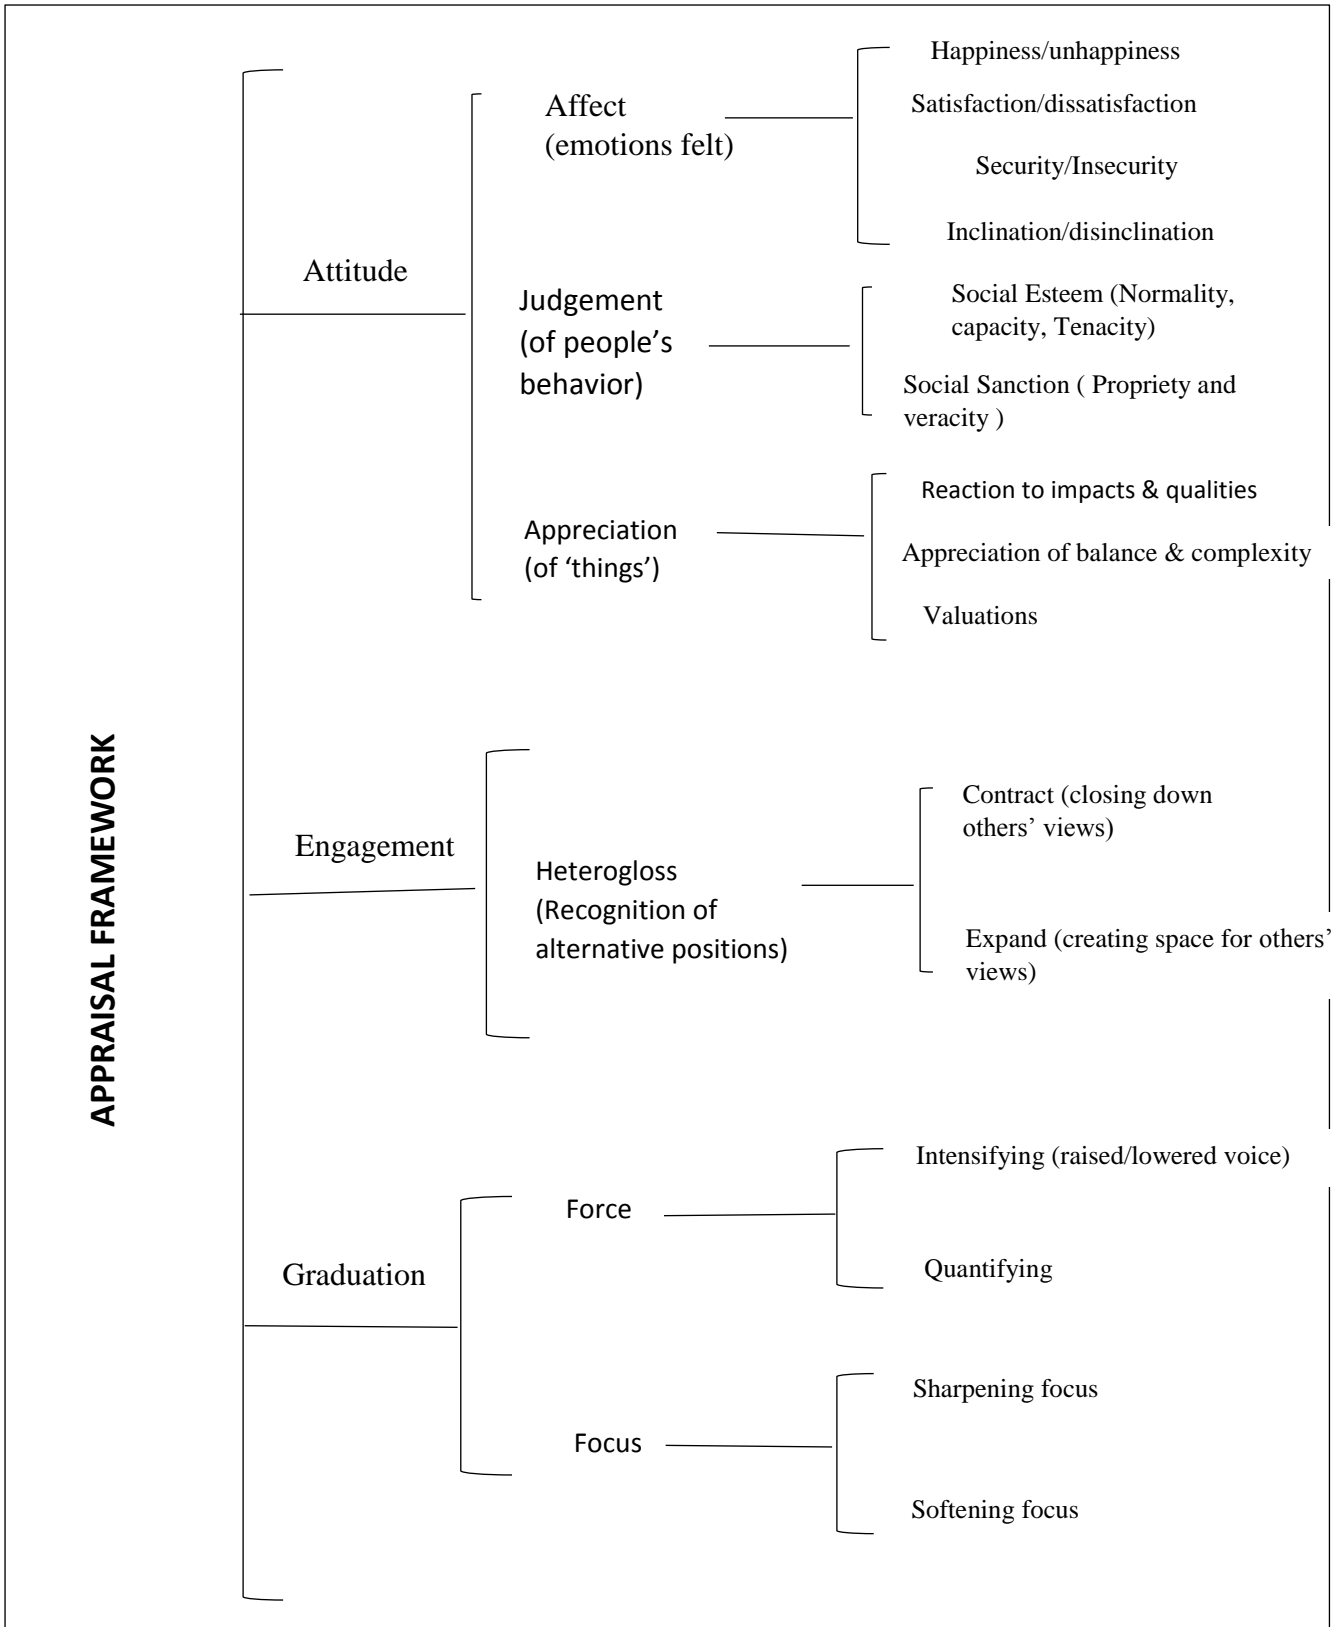 APPRAISAL FRAMEWORK
Attitude
Affect
(emotions felt)
Happiness/unhappiness
Satisfaction/dissatisfaction
Security/Insecurity
Inclination/disinclination
Judgement
(of people’s
behavior)
Social Esteem (Normality,
capacity, Tenacity)
Social Sanction ( Propriety and
veracity )
Appreciation
(of ‘things’)
Reaction to impacts & qualities
Appreciation of balance & complexity
Valuations
Engagement
Heterogloss
(Recognition of
alternative positions)
Contract (closing down
others’ views)
Expand (creating space for others’
views)
Graduation
Force
Intensifying (raised/lowered voice)
Quantifying
Focus
Sharpening focus
Softening focus